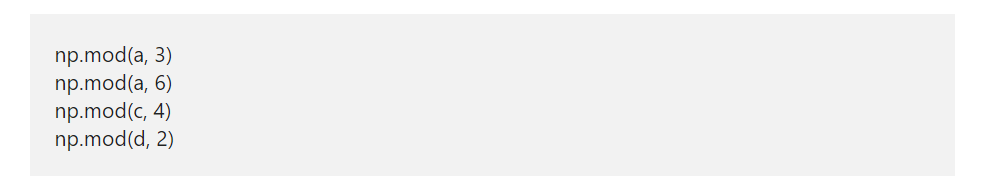 np.mod(a, 3)
np.mod(a, 6)
np.mod(c, 4)
np.mod(d, 2)